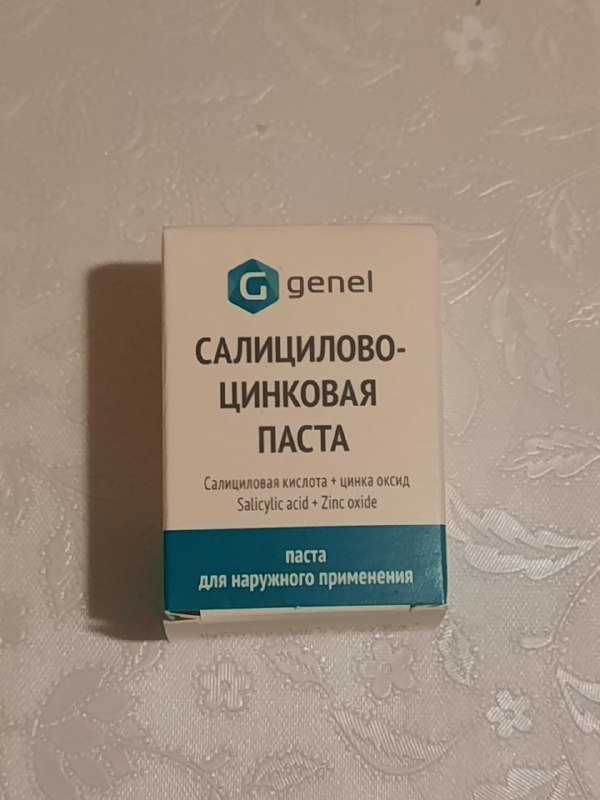 G genel
САЛИЦИЛОВО-
ЦИНКОВАЯ
ПАСТА
Салициловая кислота + цинка оксид
Salicylic acid + Zinc oxide
паста
для наружного применения